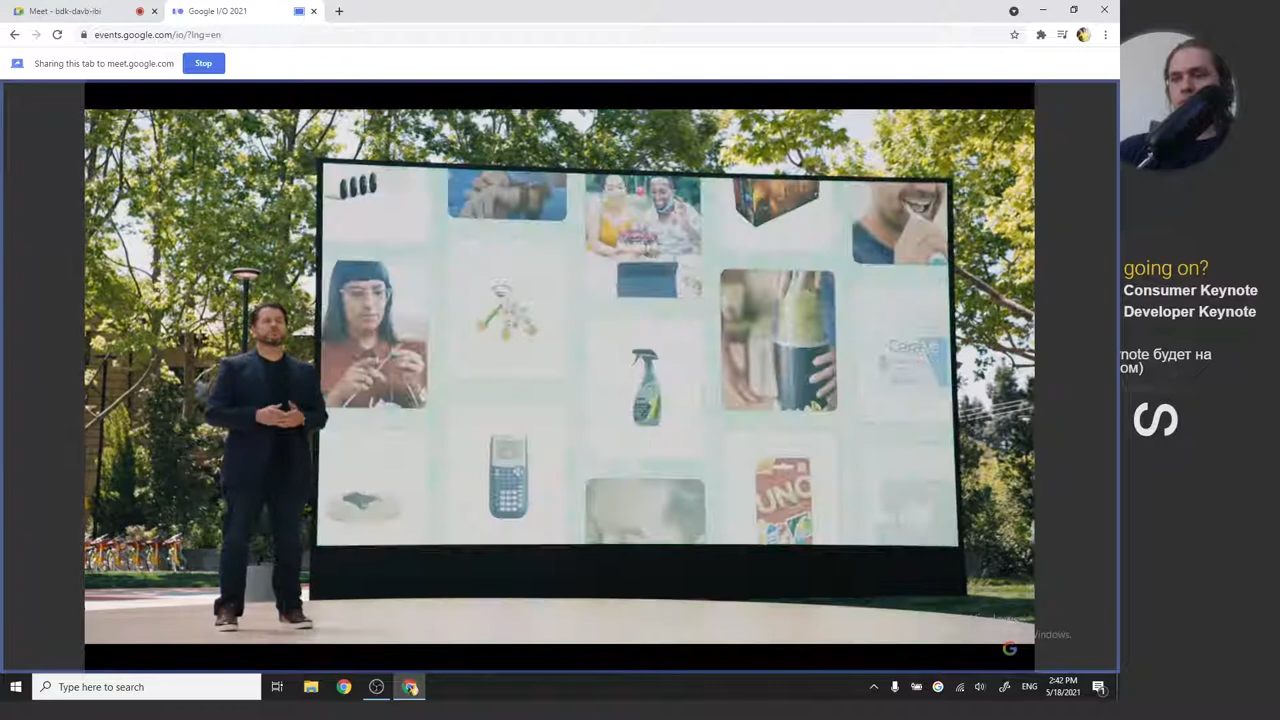 Meet - bdk-davb-ibi
Google I/O 2021
events.google.com/io/?lng=en
Sharing this tab to meet.google.com
Stop
going on?
Consumer Keynote
Developer Keynote
note будет на
ом)
S
CeraVe
UNO
Windows.
Type here to search
ENG
2:42 PM
5/18/2021